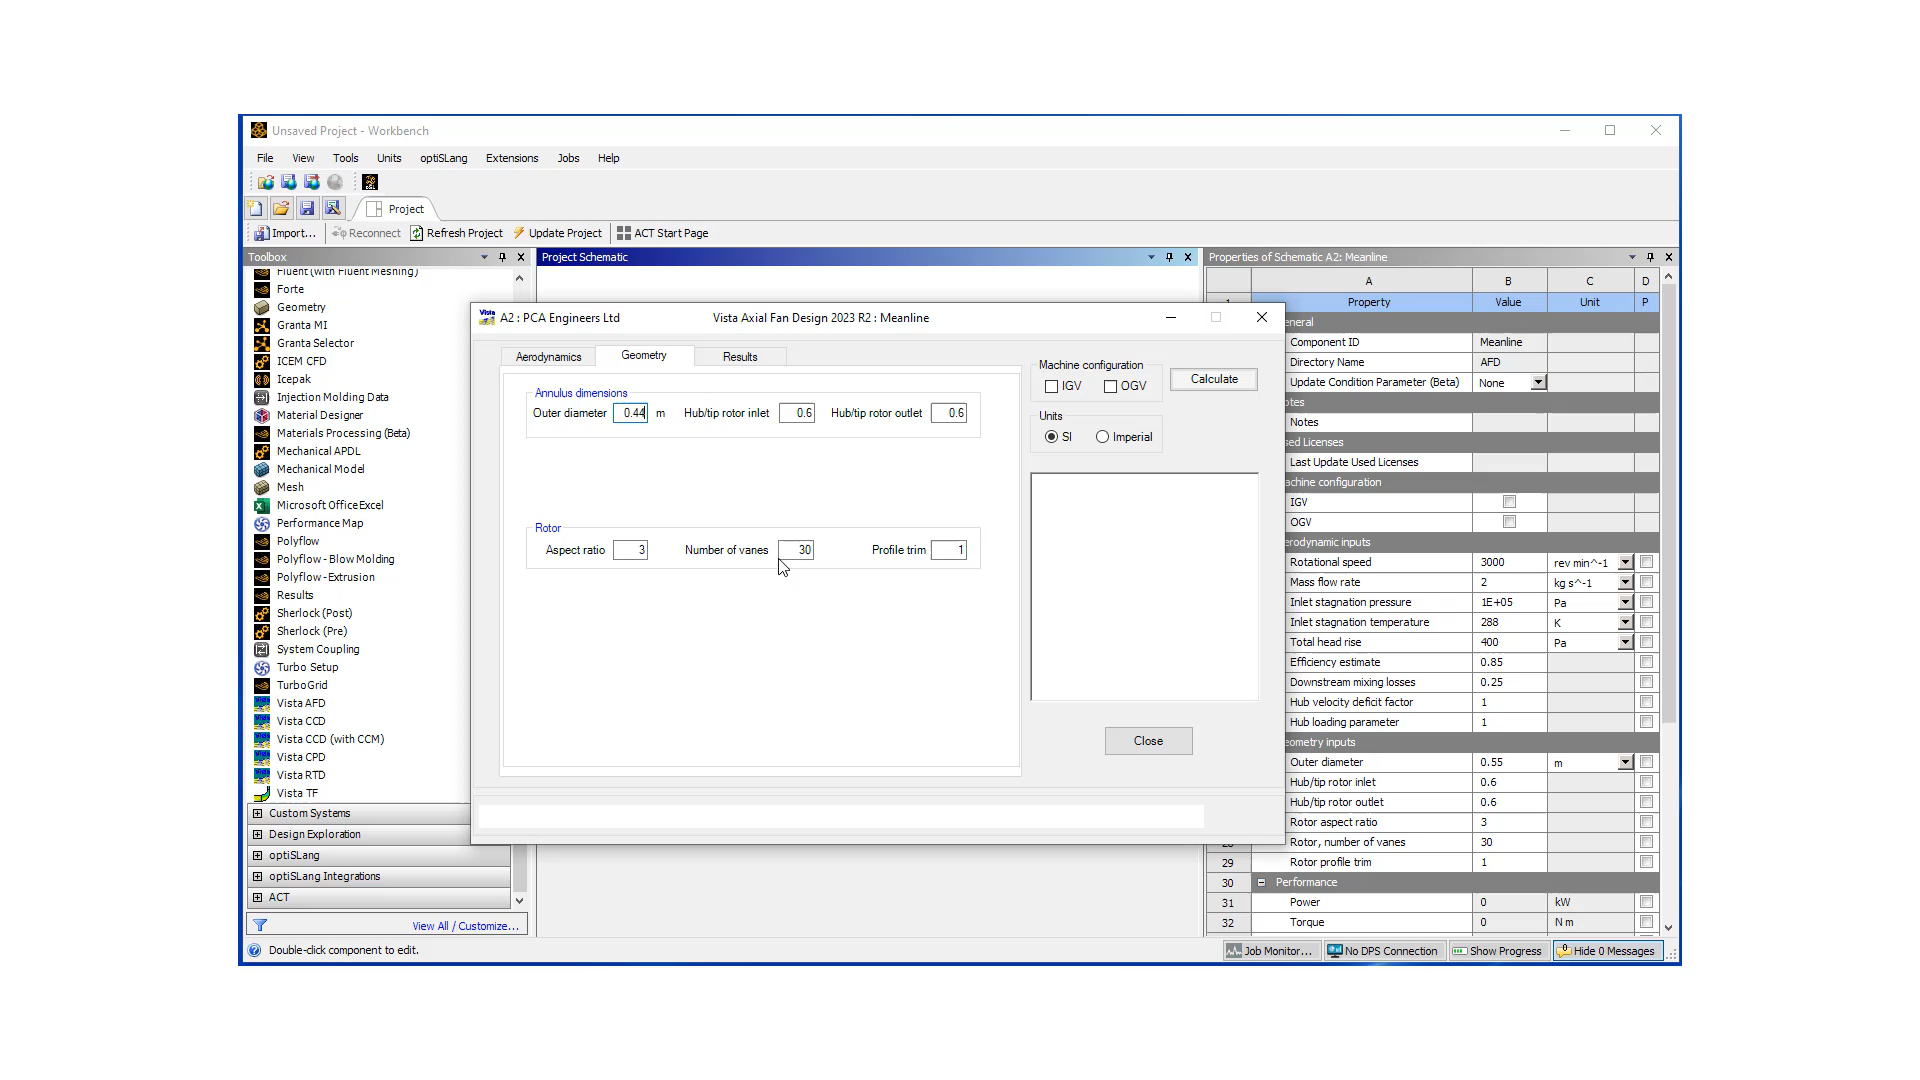 Unsaved Project - Workbench
File View Tools Units optiSLang Extensions Jobs Help
Project
Import... Reconnect Refresh Project Update Project ACT Start Page
Toolbox
Fluent (with Fluent Meshing)
Forte
Geometry
Granta MI
Granta Selector
ICEM CFD
Icepak
Injection Molding Data
Material Designer
Materials Processing (Beta)
Mechanical APDL
Mechanical Model
Mesh
Microsoft Office Excel
Performance Map
Polyflow
Polyflow - Blow Molding
Polyflow - Extrusion
Results
Sherlock (Post)
Sherlock (Pre)
System Coupling
Turbo Setup
TurboGrid
Vista AFD
Vista CCD
Vista CCD (with CCM)
Vista CPD
Vista RTD
Vista TF
Custom Systems
Design Exploration
optiSLang
optiSLang Integrations
ACT
View All / Customize...
Project Schematic
A2 : PCA Engineers Ltd Vista Axial Fan Design 2023 R2 : Meanline
Aerodynamics Geometry Results
Annulus dimensions
Outer diameter 0.44 m Hub/tip rotor inlet 0.6 Hub/tip rotor outlet 0.6
Rotor
Aspect ratio 3 Number of vanes 30 Profile trim 1
Machine configuration
IGV OGV
Calculate
Units
SI Imperial
Close
Properties of Schematic A2: Meanline
A B C D
Property Value Unit P
eneral
Component ID Meanline
Directory Name AFD
Update Condition Parameter (Beta) None
otes
Notes
sed Licenses
Last Update Used Licenses
achine configuration
IGV
OGV
erodynamic inputs
Rotational speed 3000 rev min^-1
Mass flow rate 2 kg s^-1
Inlet stagnation pressure 1E+05 Pa
Inlet stagnation temperature 288 K
Total head rise 400 Pa
Efficiency estimate 0.85
Downstream mixing losses 0.25
Hub velocity deficit factor 1
Hub loading parameter 1
eometry inputs
Outer diameter 0.55 m
Hub/tip rotor inlet 0.6
Hub/tip rotor outlet 0.6
Rotor aspect ratio 3
Rotor, number of vanes 30
29 Rotor profile trim 1
30 Performance
31 Power 0 kW
32 Torque 0 N m
Double-click component to edit.
Job Monitor... No DPS Connection Show Progress Hide 0 Messages